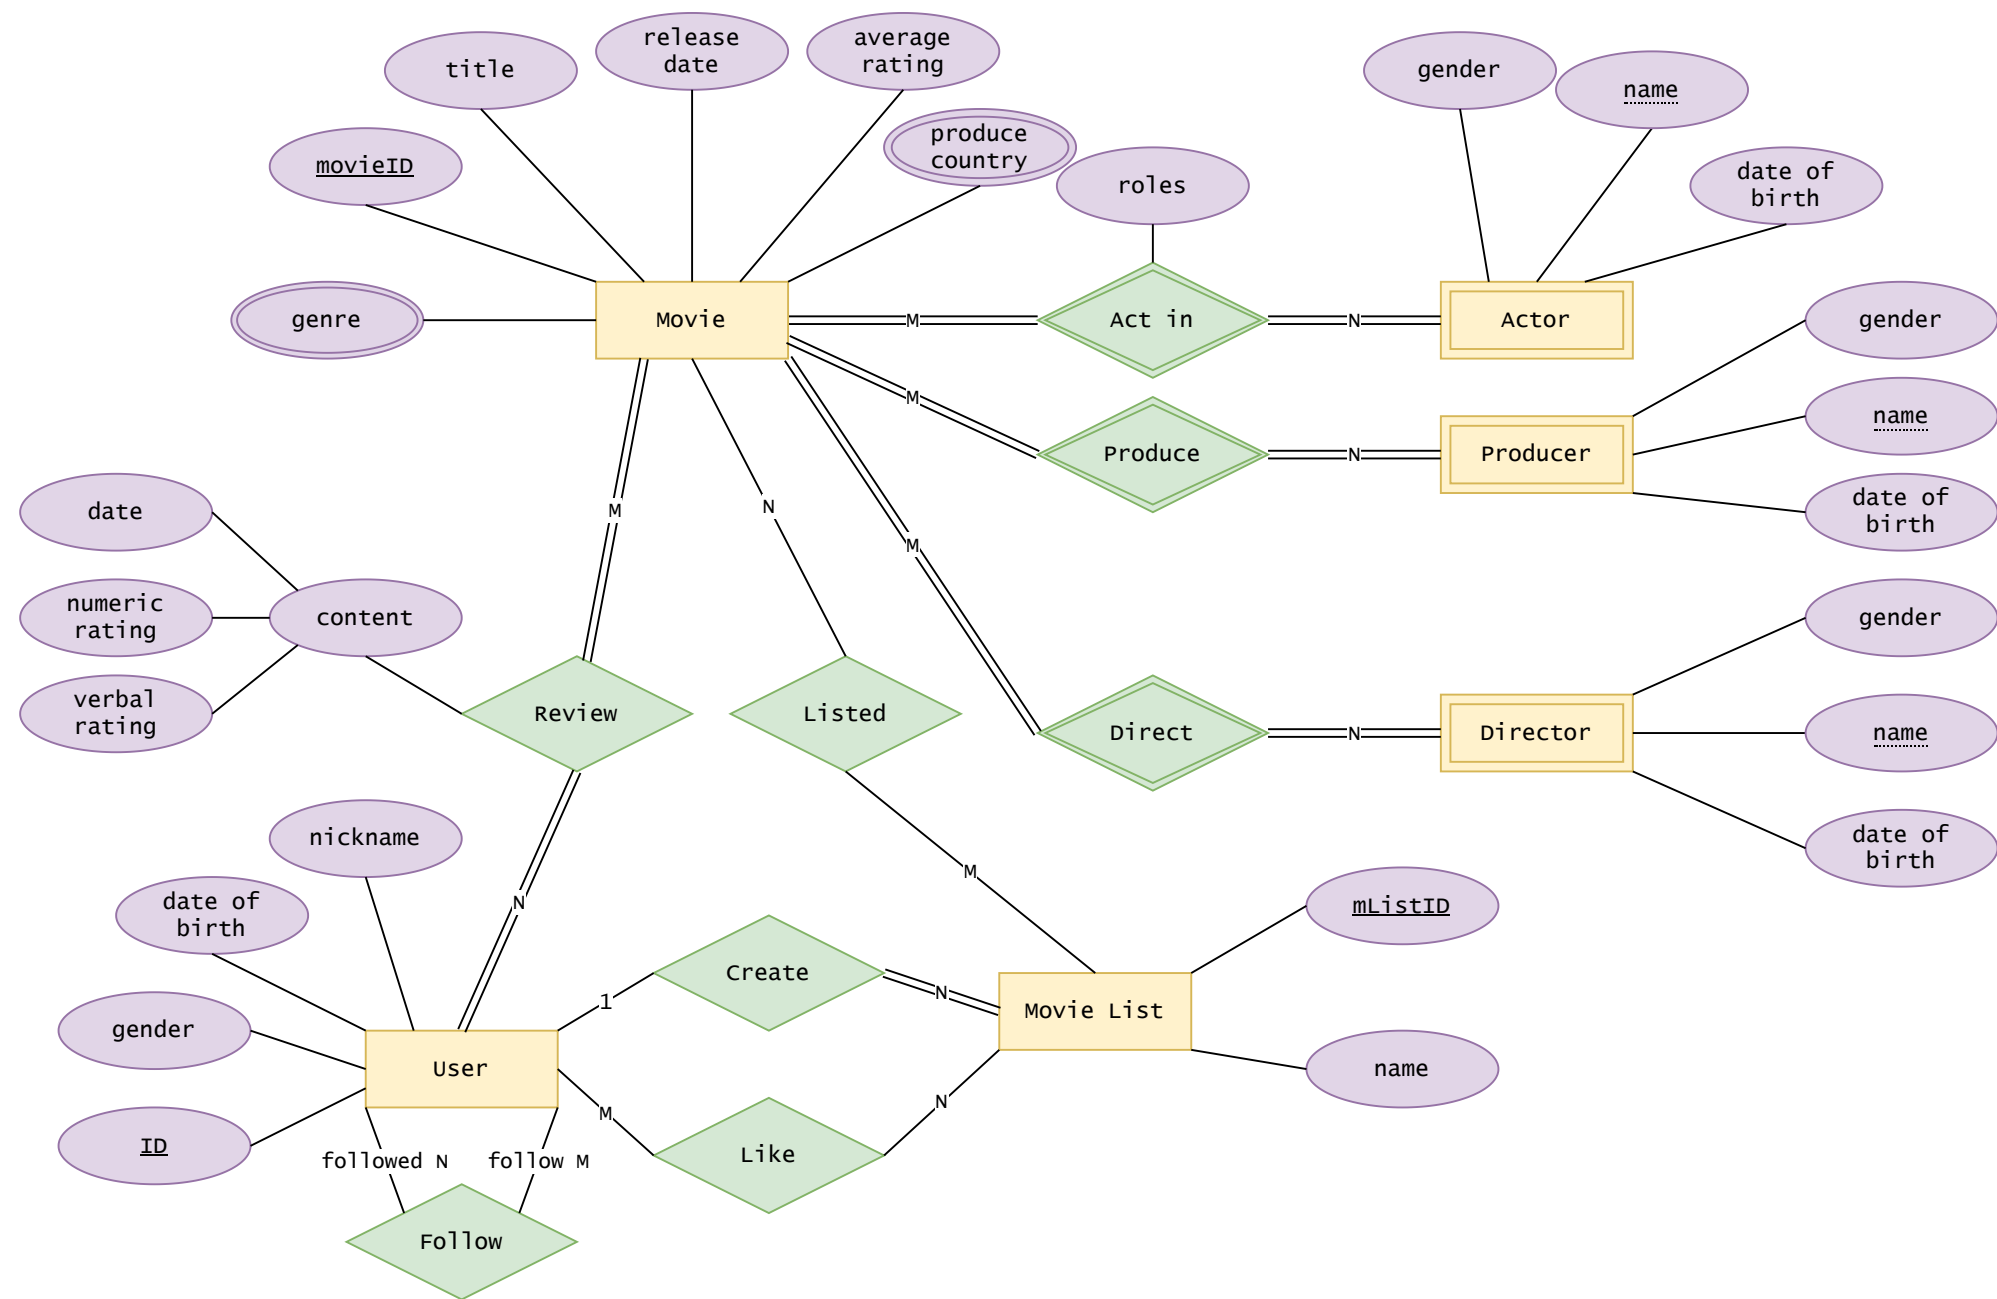 title
release
date
average
rating
gender
name
movieID
produce
country
roles
date of
birth
genre
Movie
M
Act in
N
Actor
gender
M
Produce
N
Producer
name
date of
birth
date
M
N
M
numeric
rating
content
gender
verbal
rating
Review
Listed
Direct
N
Director
name
nickname
date of
birth
date of
birth
N
M
mListID
gender
1
Create
N
Movie List
User
name
ID
M
N
followed N
follow M
Like
Follow